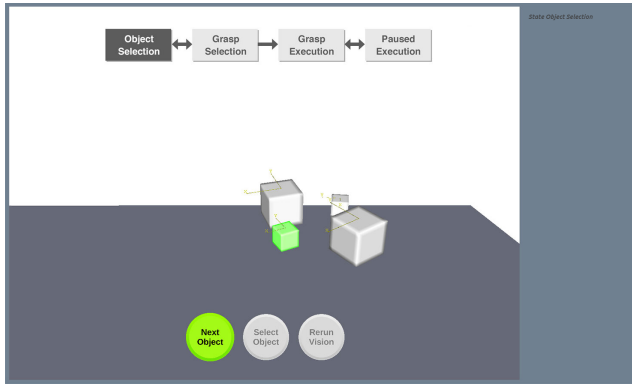 State Object Selection
Object
Selection
Grasp
Selection
Grasp
Execution
Paused
Execution
Next
Object
Select
Object
Rerun
Vision